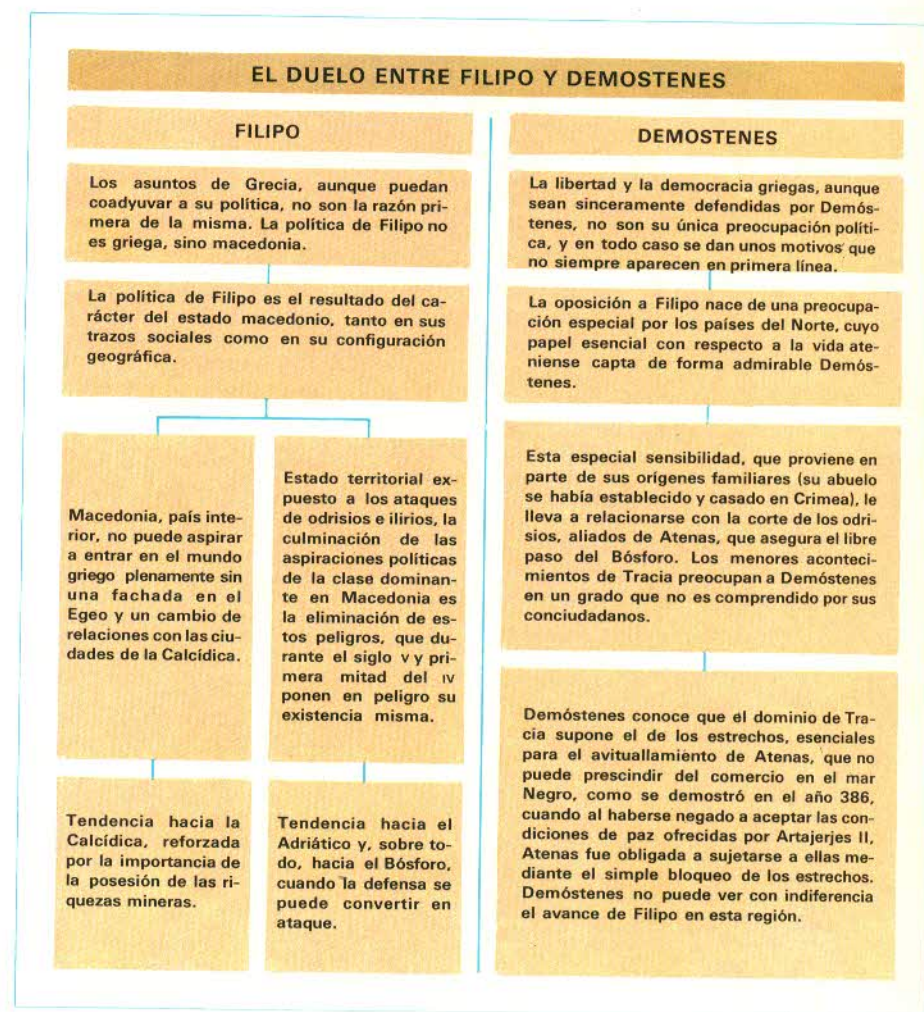 EL DUELO ENTRE FILIPO Y DEMOSTENES
FILIPO
Los asuntos de Grecia, aunque puedan
coadyuvar a su política, no son la razón pri-
mera de la misma. La política de Filipo no
es griega, sino macedonia.
La política de Filipo es el resultado del ca-
rácter del estado macedonio, tanto en sus
trazos sociales como en su configuración
geográfica.
Macedonia, país inte-
rior, no puede aspirar
a entrar en el mundo
griego plenamente sin
una fachada en el
Egeo y un cambio de
relaciones con las ciu-
dades de la Calcídica.
Tendencia hacia la
Calcídica, reforzada
por la importancia de
la posesión de las ri-
quezas mineras.
Estado territorial ex-
puesto a los ataques
de odrisios e ilirios, la
culminación de las
aspiraciones políticas
de la clase dominan-
te en Macedonia es
la eliminación de es-
tos peligros, que du-
rante el siglo V y pri-
mera mitad del IV
ponen en peligro su
existencia misma.
Tendencia hacia el
Adriático y, sobre to-
do, hacia el Bósforo,
cuando la defensa se
puede convertir en
ataque.
DEMOSTENES
La libertad y la democracia griegas, aunque
sean sinceramente defendidas por Demós-
tenes, no son su única preocupación políti-
ca, y en todo caso se dan unos motivos que
no siempre aparecen en primera línea.
La oposición a Filipo nace de una preocupa-
ción especial por los países del Norte, cuyo
papel esencial con respecto a la vida ate-
niense capta de forma admirable Demós-
tenes.
Esta especial sensibilidad, que proviene en
parte de sus orígenes familiares (su abuelo
se había establecido y casado en Crimea), le
lleva a relacionarse con la corte de los odri-
sios, aliados de Atenas, que asegura el libre
paso del Bósforo. Los menores aconteci-
mientos de Tracia preocupan a Demóstenes
en un grado que no es comprendido por sus
conciudadanos.
Demóstenes conoce que el dominio de Tra-
cia supone el de los estrechos, esenciales
para el avituallamiento de Atenas, que no
puede prescindir del comercio en el mar
Negro, como se demostró en el año 386,
cuando al haberse negado a aceptar las con-
diciones de paz ofrecidas por Artajerjes II,
Atenas fue obligada a sujetarse a ellas me-
diante el simple bloqueo de los estrechos.
Demóstenes no puede ver con indiferencia
el avance de Filipo en esta región.